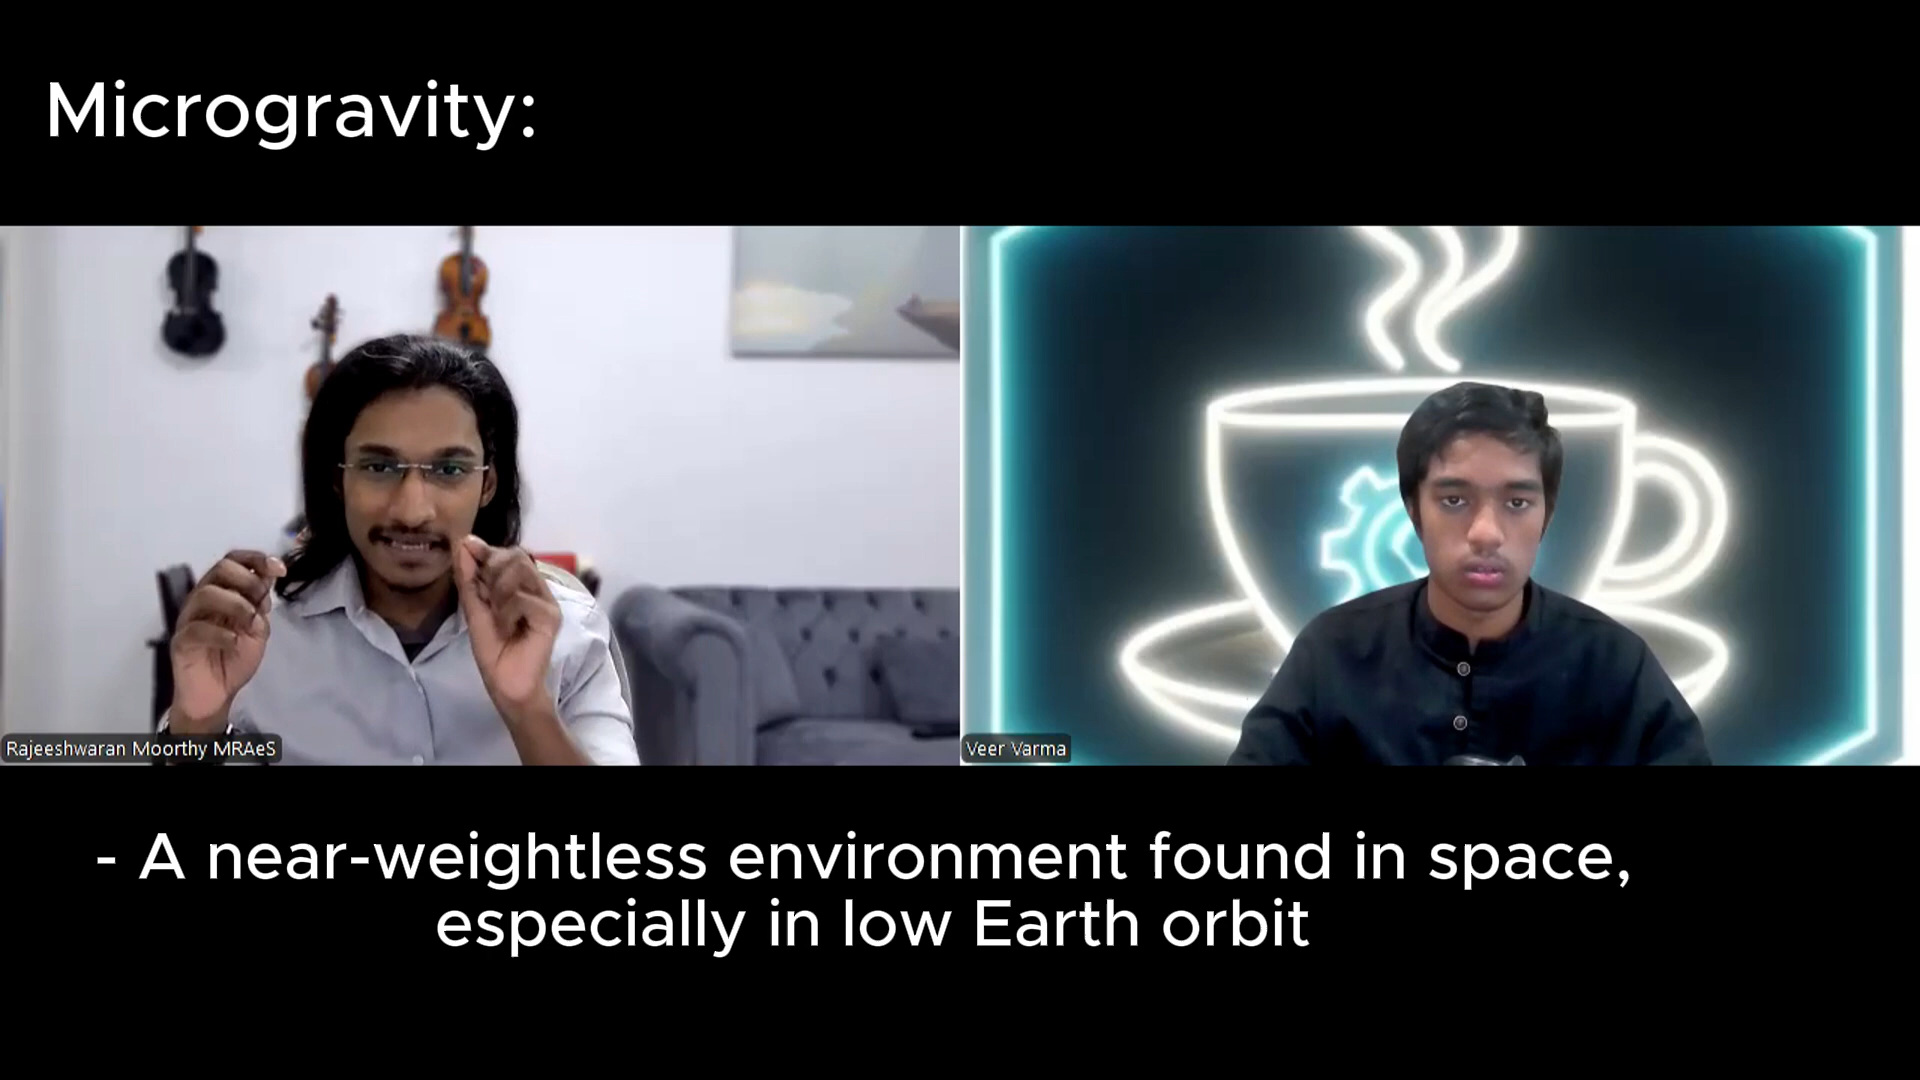 Microgravity:
Rajeeshwaran Moorthy MRAeS
Veer Varma
- A near-weightless environment found in space,
especially in low Earth orbit